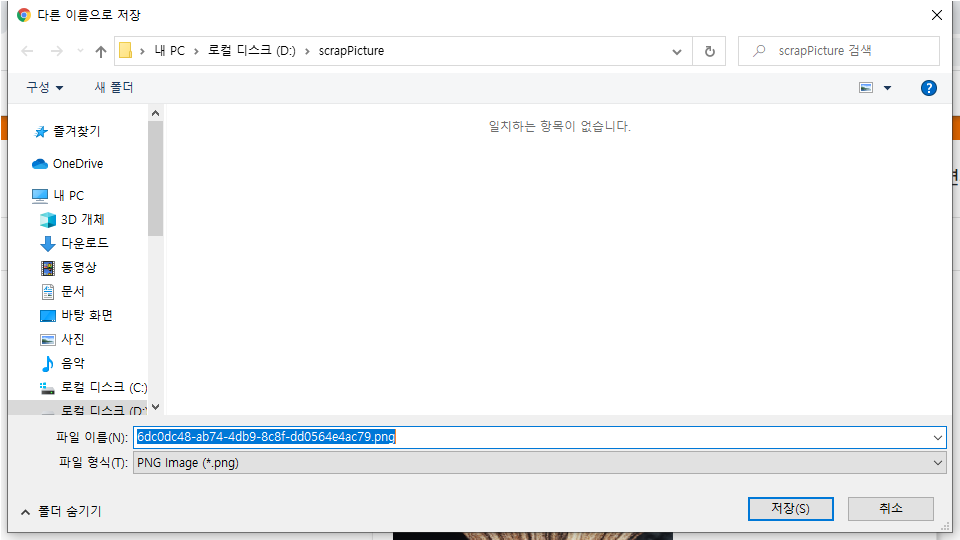 다른 이름으로 저장
내 PC > 로컬 디스크 (D:) > scrapPicture
scrapPicture 검색
구성
새 폴더
일치하는 항목이 없습니다.
즐겨찾기
OneDrive
내 PC
3D 개체
다운로드
동영상
문서
바탕 화면
사진
음악
로컬 디스크 (C:)
로컬 디스크 (D:)
파일 이름(N): 6dc0dc48-ab74-4db9-8c8f-dd0564e4ac79.png
파일 형식(T): PNG Image (*.png)
폴더 숨기기
저장(S)
취소